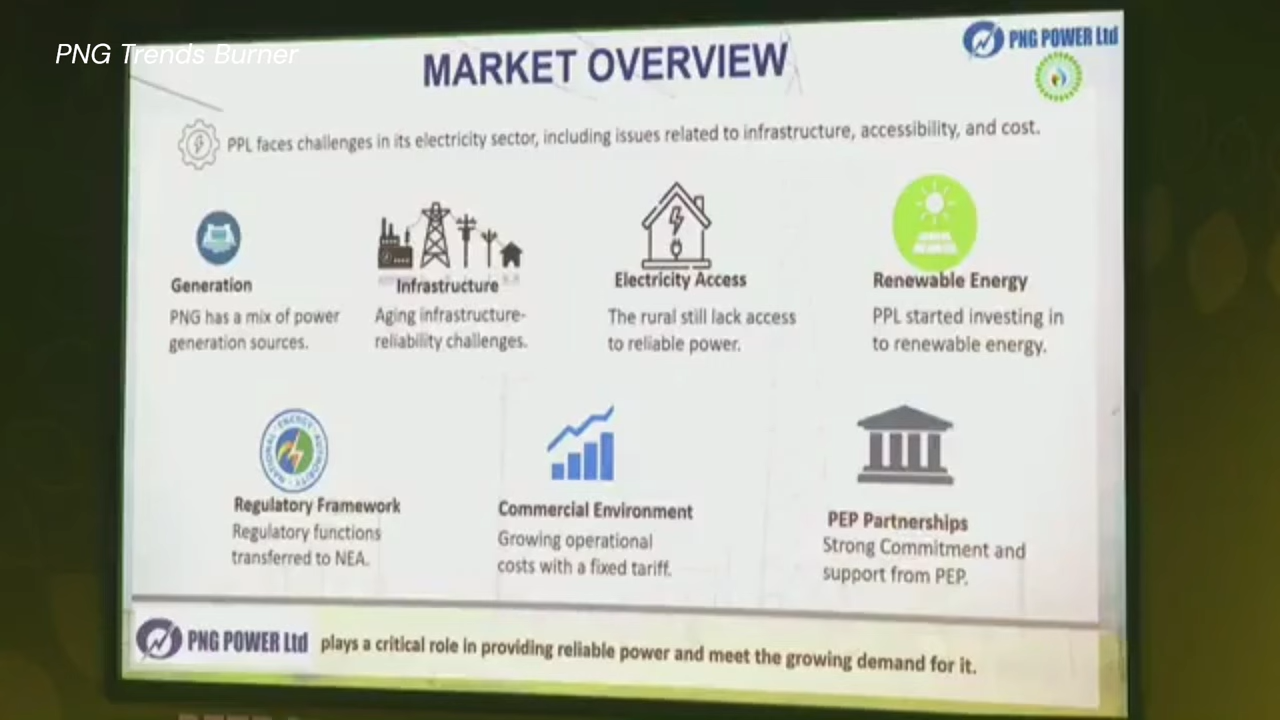 PNG Trends Burner
MARKET OVERVIEW
PNG POWER Ltd
PPL faces challenges in its electricity sector, including issues related to infrastructure, accessibility, and cost.
Generation
PNG has a mix of power
generation sources.
Infrastructure
Aging infrastructure-
reliability challenges.
Electricity Access
The rural still lack access
to reliable power.
Renewable Energy
PPL started investing in
to renewable energy.
NATIONAL ENERGY AUTHORITY
Regulatory Framework
Regulatory functions
transferred to NEA.
Commercial Environment
Growing operational
costs with a fixed tariff.
PEP Partnerships
Strong Commitment and
support from PEP.
PNG POWER Ltd plays a critical role in providing reliable power and meet the growing demand for it.